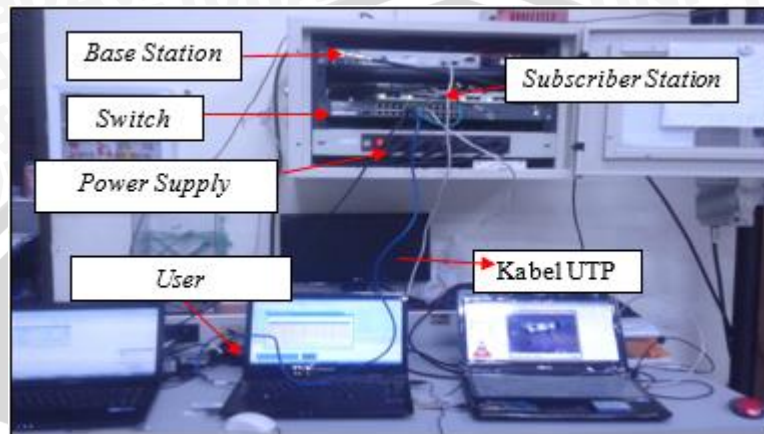 Base Station
Subscriber Station
Switch
Power Supply
Kabel UTP
User